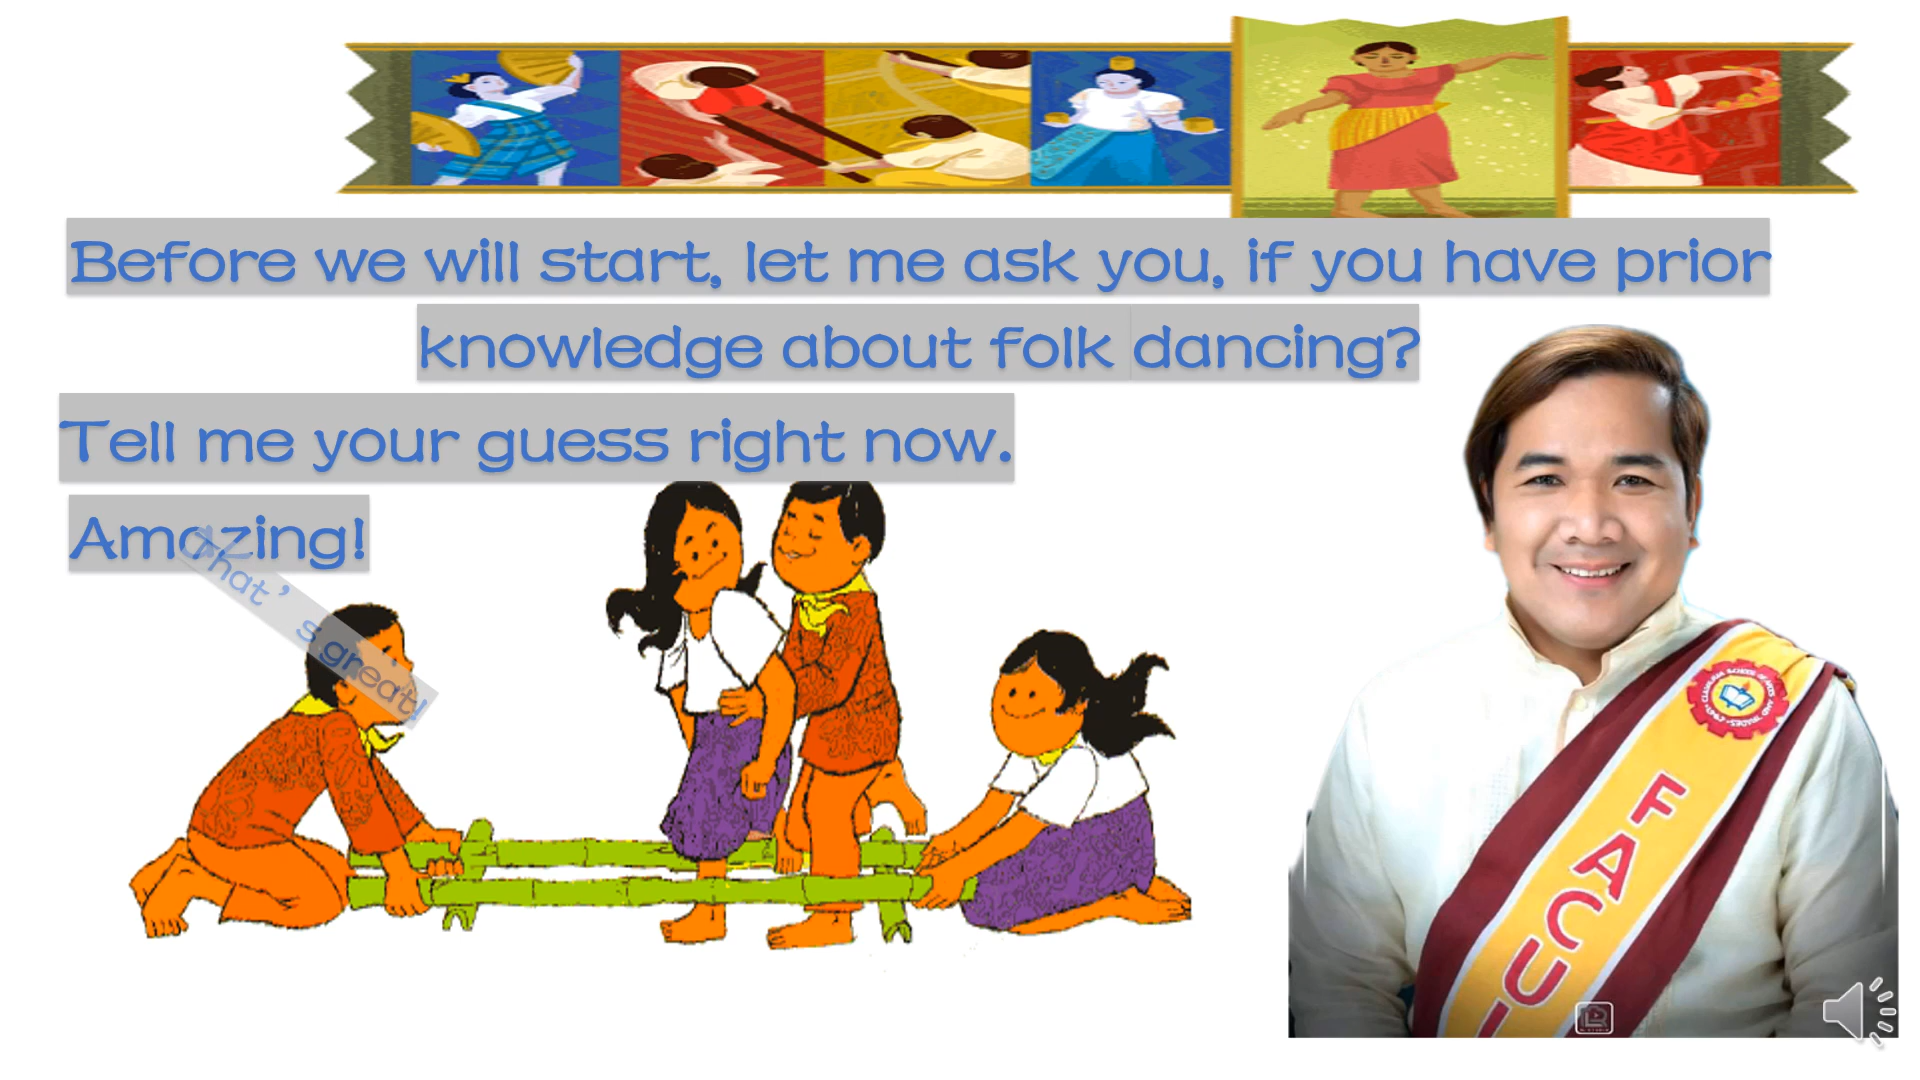 Before we will start, let me ask you, if you have prior
knowledge about folk dancing?
Tell me your guess right now.
Amazing!
That’s great!
FACUL